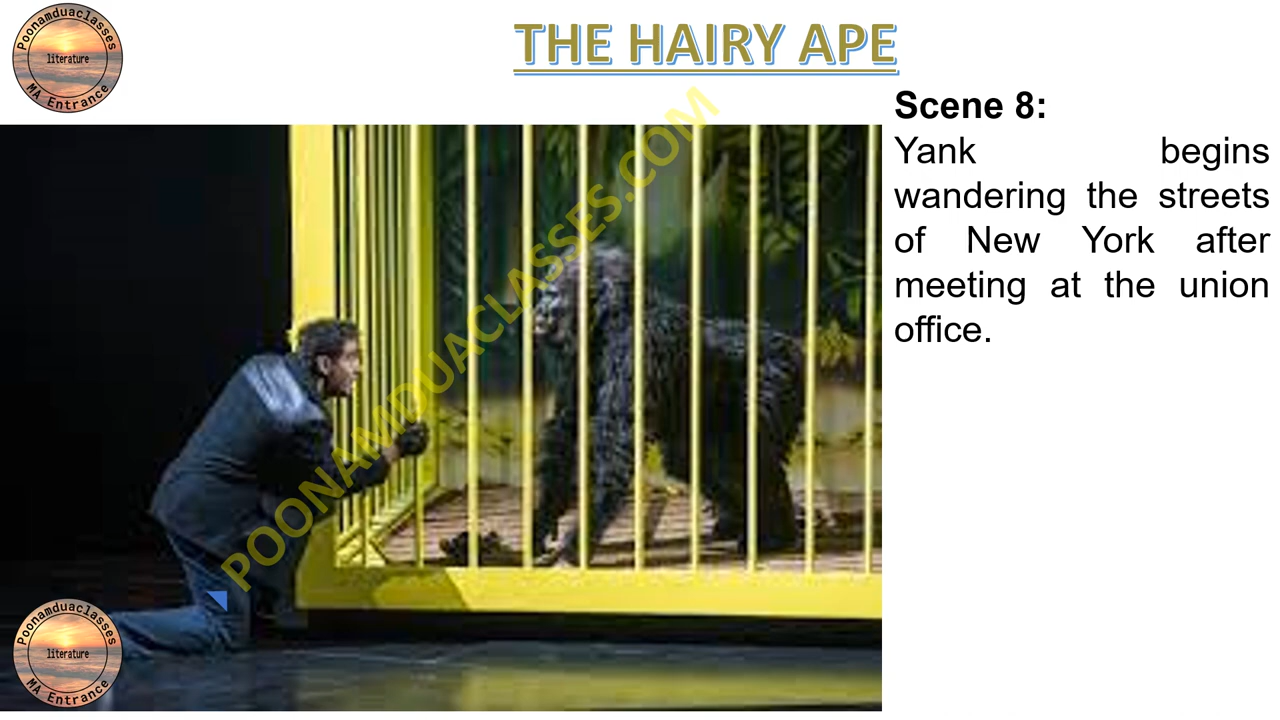 Poonamduaclasses
literature
MA Entrance
THE HAIRY APE
Scene 8:
Yank begins
wandering the streets
of New York after
meeting at the union
office.
POONAMDUACLASSES.COM
Poonamduaclasses
literature
MA Entrance